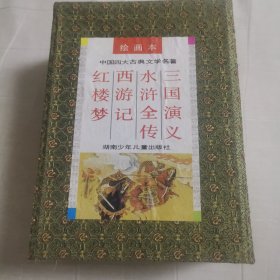 绘画本
中国四大古典文学名著
三国演义
水浒全传
西游记
红楼梦
湖南少年儿童出版社